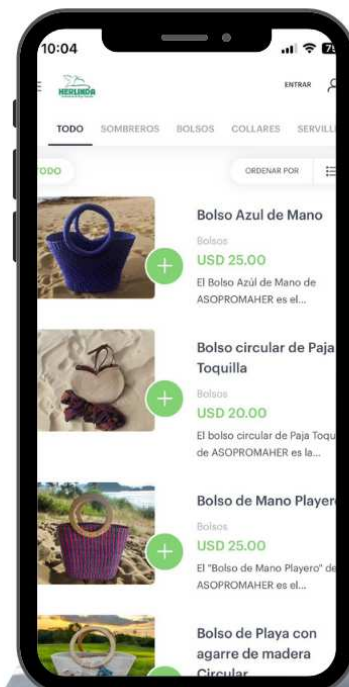 10:04
HERLINDA
ENTRAR
TODO SOMBREROS BOLSOS COLLARES SERVILL
TODO
ORDENAR POR
Bolso Azul de Mano
Bolsos
USD 25.00
El Bolso Azúl de Mano de
ASOPROMAHER es el...
Bolso circular de Paja
Toquilla
Bolsos
USD 20.00
El bolso circular de Paja Toqu
de ASOPROMAHER es la...
Bolso de Mano Player
Bolsos
USD 25.00
El "Bolso de Mano Playero" de
ASOPROMAHER es el...
Bolso de Playa con
agarre de madera
Circular